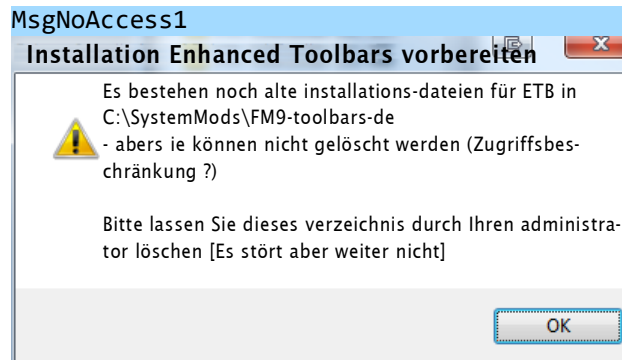 MsgNoAccess1
Installation Enhanced Toolbars vorbereiten
Es bestehen noch alte installations-dateien für ETB in
C:\SystemMods\FM9-toolbars-de
- abers ie können nicht gelöscht werden (Zugriffsbes-
chränkung ?)
Bitte lassen Sie dieses verzeichnis durch Ihren administra-
tor löschen [Es stört aber weiter nicht]
OK